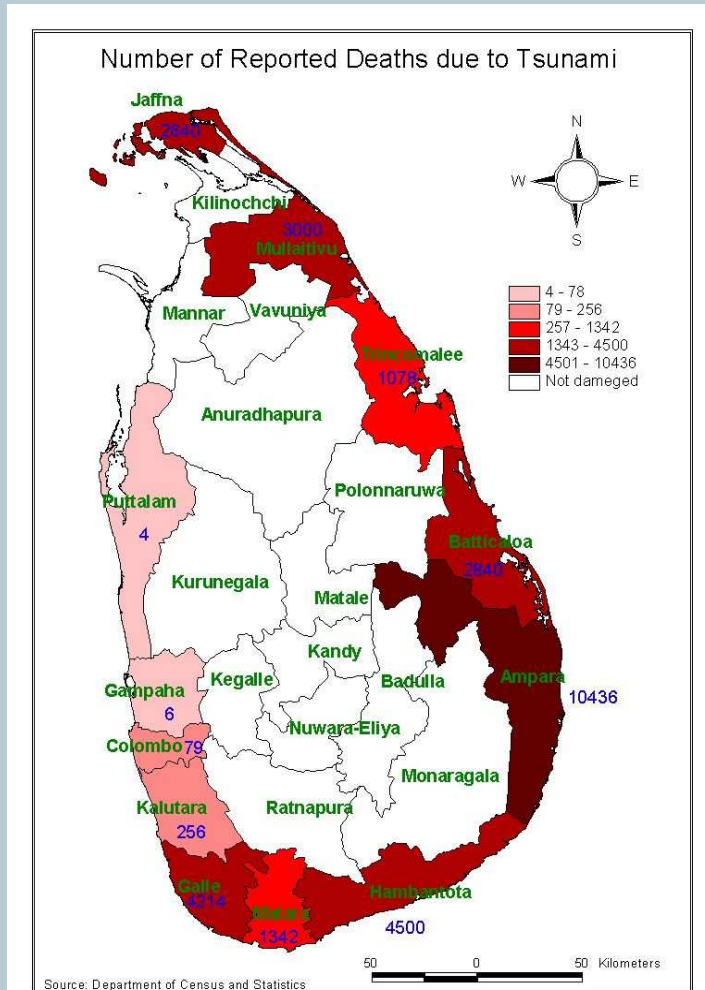 Number of Reported Deaths due to Tsunami
Jaffna
2640
N
W E
S
Kilinochchi
3000
Mullaitivu
4 - 78
79 - 256
257 - 1342
1343 - 4500
4501 - 10436
Not dameged
Mannar
Vavuniya
Trincomalee
1078
Anuradhapura
Polonnaruwa
Puttalam
4
Batticaloa
2840
Kurunegala
Matale
Kandy
Gampaha
6
Kegalle
Badulla
Ampara
10436
Nuwara-Eliya
Colombo 79
Monaragala
Kalutara
256
Ratnapura
Galle
4214
Hambantota
4500
Matara
1342
50 0 50 Kilometers
Source: Department of Census and Statistics